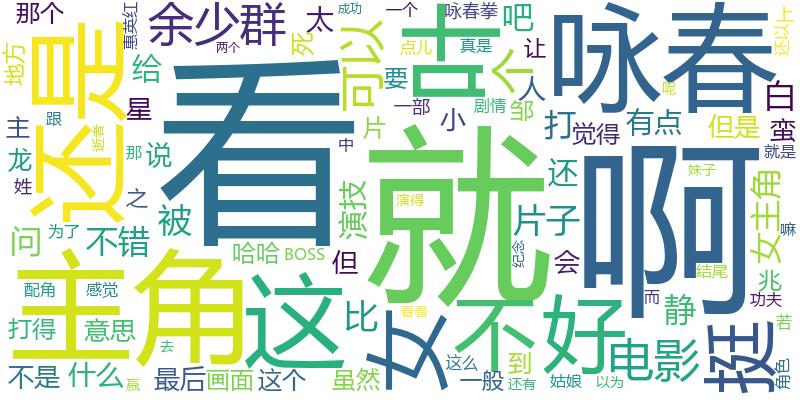 那个
惠英红
余少群
太
成功
一个
咏春拳
吧
两个
死
可以
叶
点儿
真是
个
让
咏春
还以上
地方
还是
给
看
要
人
呢
白
主
跟
逝者
星
一部
小
剧情
邹
打
觉得
有点
但是
蛮
龙
那
说
中
片
就
还
啊
就是
姓
之
被
演技
演得
片子
妹子
女主角
问
为了
不错
哈哈
BOSS
但
纪念
会
嘛
主角
这
不
好
结尾
兆
配角
感觉
比
女
看看
到
静
而
功夫
打得
意思
电影
挺
若
不是
什么
赢
去
最后
画面
这个
虽然
这么
一般
还有
姑娘
以为
角色